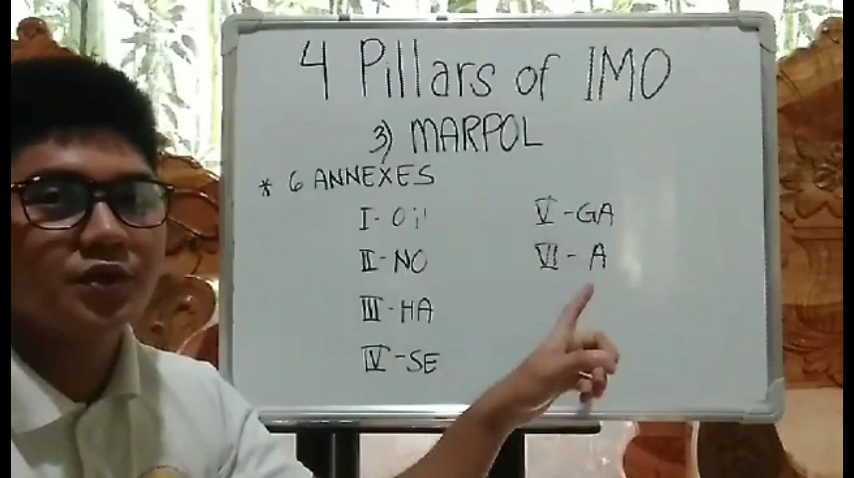 4 Pillars of IMO
3) MARPOL
* 6 ANNEXES
I - Oil
II - NO
III - HA
IV - SE
V - GA
VI - A